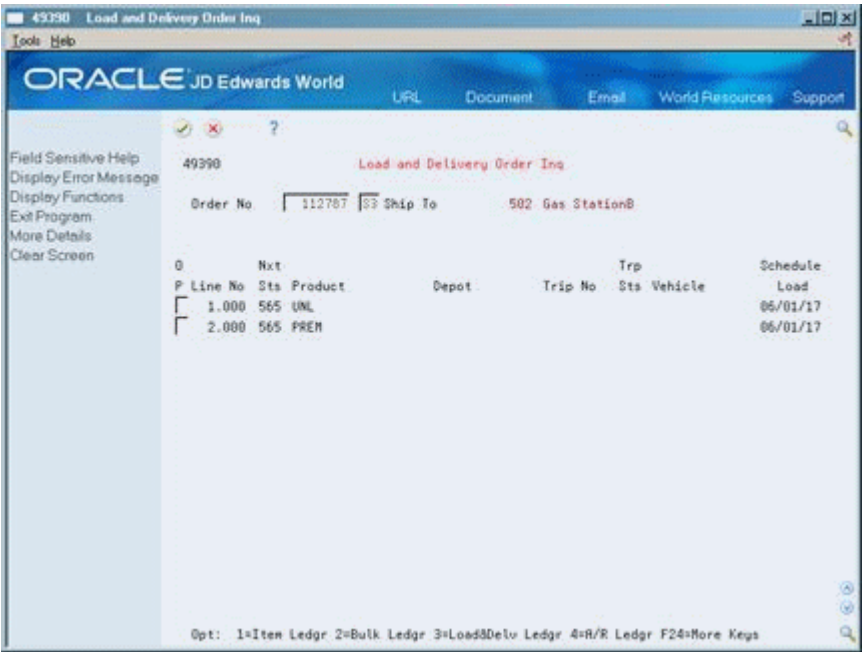 49390 Load and Delivery Order Inq
Tools Help
ORACLE JD Edwards World
URL Document Email World Resources Support
?
Field Sensitive Help
Display Error Message
Display Functions
Exit Program
More Details
Clear Screen
49390 Load and Delivery Order Inq
Order No 112787 S3 Ship To 502 Gas StationB
O Nxt Trp Schedule
P Line No Sts Product Depot Trip No Sts Vehicle Load
1.000 565 UNL 06/01/17
2.000 565 PREM 06/01/17
Opt: 1=Item Ledgr 2=Bulk Ledgr 3=Load&Delv Ledgr 4=A/R Ledgr F24=More Keys